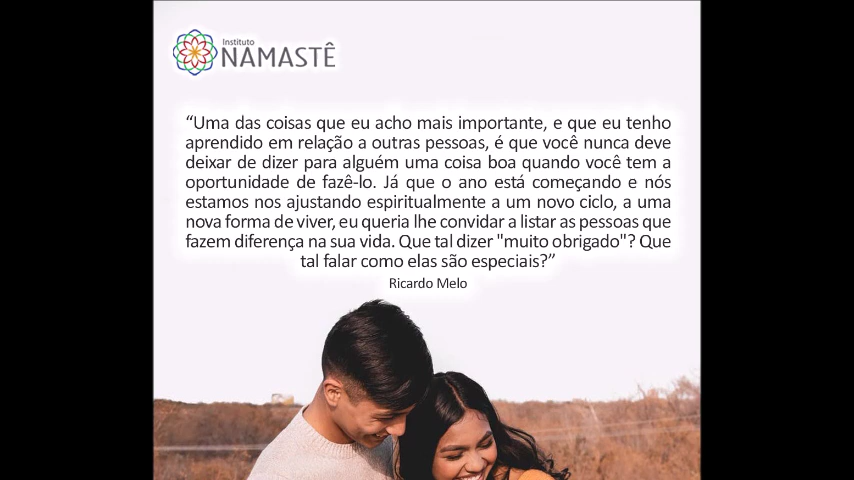 Instituto
NAMASTÊ
“Uma das coisas que eu acho mais importante, e que eu tenho
aprendido em relação a outras pessoas, é que você nunca deve
deixar de dizer para alguém uma coisa boa quando você tem a
oportunidade de fazê-lo. Já que o ano está começando e nós
estamos nos ajustando espiritualmente a um novo ciclo, a uma
nova forma de viver, eu queria lhe convidar a listar as pessoas que
fazem diferença na sua vida. Que tal dizer "muito obrigado"? Que
tal falar como elas são especiais?”
Ricardo Melo